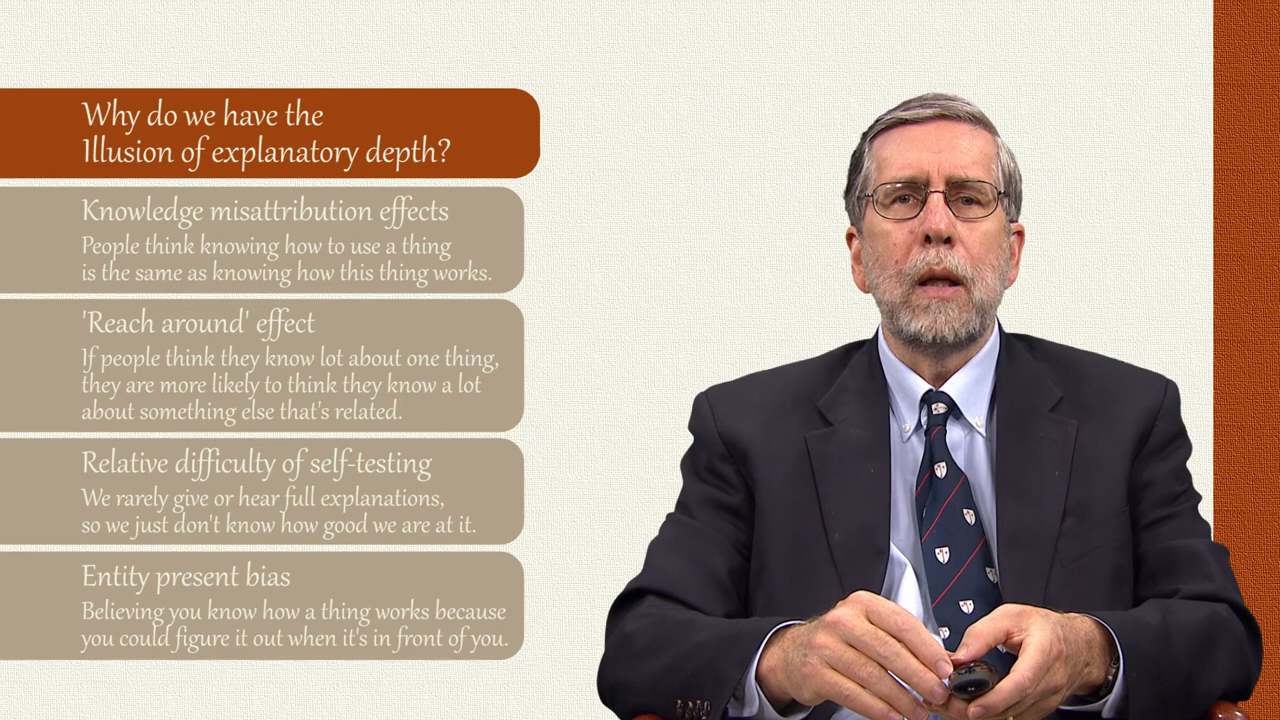 Why do we have the
Illusion of explanatory depth?
Knowledge misattribution effects
People think knowing how to use a thing
is the same as knowing how this thing works.
'Reach around' effect
If people think they know lot about one thing,
they are more likely to think they know a lot
about something else that's related.
Relative difficulty of self-testing
We rarely give or hear full explanations,
so we just don't know how good we are at it.
Entity present bias
Believing you know how a thing works because
you could figure it out when it's in front of you.